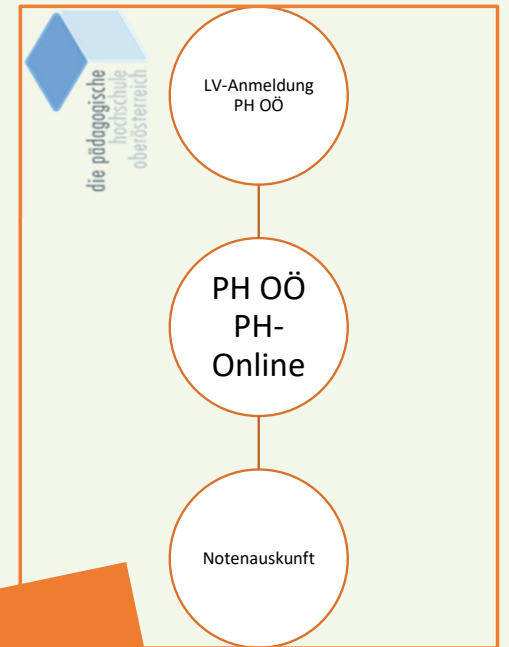 die pädagogische
hochschule
oberösterreich
LV-Anmeldung
PH OÖ
PH OÖ
PH-
Online
Notenauskunft